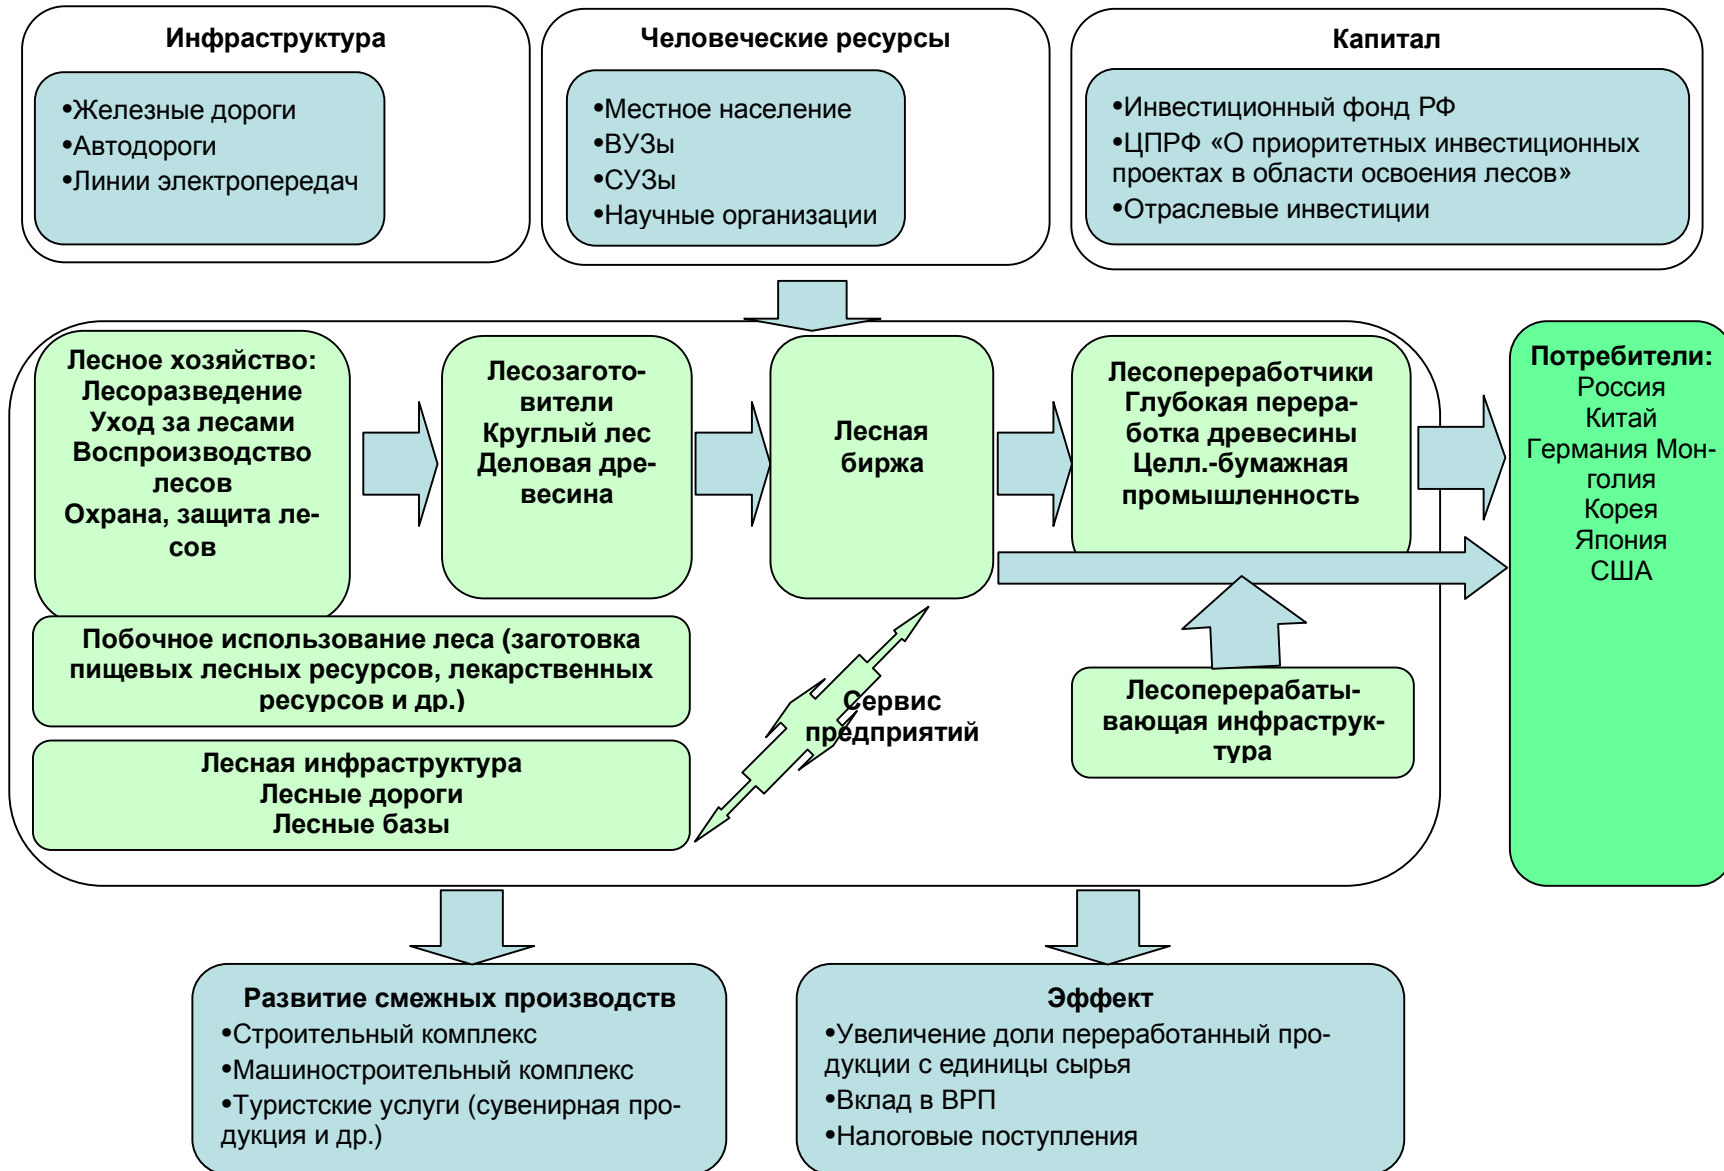 Инфраструктура
•Железные дороги
•Автодороги
•Линии электропередач
Человеческие ресурсы
•Местное население
•ВУЗы
•СУЗы
•Научные организации
Капитал
•Инвестиционный фонд РФ
•ЦПРФ «О приоритетных инвестиционных
проектах в области освоения лесов»
•Отраслевые инвестиции
Лесное хозяйство:
Лесоразведение
Уход за лесами
Воспроизводство
лесов
Охрана, защита ле-
сов
Лесозагото-
вители
Круглый лес
Деловая дре-
весина
Лесная
биржа
Лесопереработчики
Глубокая перера-
ботка древесины
Целл.-бумажная
промышленность
Потребители:
Россия
Китай
Германия Мон-
голия
Корея
Япония
США
Побочное использование леса (заготовка
пищевых лесных ресурсов, лекарственных
ресурсов и др.)
Сервис
предприятий
Лесоперерабаты-
вающая инфраструк-
тура
Лесная инфраструктура
Лесные дороги
Лесные базы
Развитие смежных производств
•Строительный комплекс
•Машиностроительный комплекс
•Туристские услуги (сувенирная про-
дукция и др.)
Эффект
•Увеличение доли переработанный про-
дукции с единицы сырья
•Вклад в ВРП
•Налоговые поступления